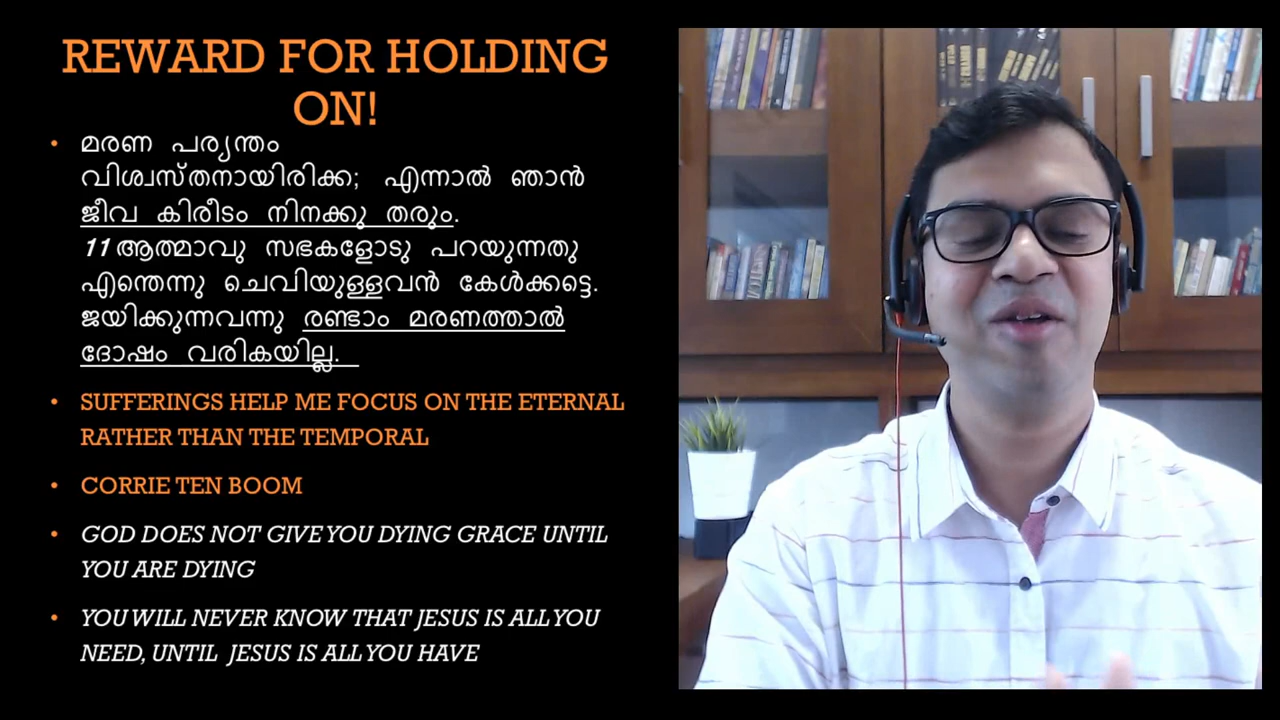 REWARD FOR HOLDING
ON!
• മരണ പര്യന്തം
വിശ്വസ്തനായിരിക്ക; എന്നാൽ ഞാൻ
ജീവ കിരീടം നിനക്കു തരും.
11 ആത്മാവു സഭകളോടു പറയുന്നതു
എന്തെന്നു ചെവിയുള്ളവൻ കേൾക്കട്ടെ.
ജയിക്കുന്നവന്നു രണ്ടാം മരണത്താൽ
ദോഷം വരികയില്ല.
• SUFFERINGS HELP ME FOCUS ON THE ETERNAL
RATHER THAN THE TEMPORAL
• CORRIE TEN BOOM
• GOD DOES NOT GIVE YOU DYING GRACE UNTIL
YOU ARE DYING
• YOU WILL NEVER KNOW THAT JESUS IS ALL YOU
NEED, UNTIL JESUS IS ALL YOU HAVE